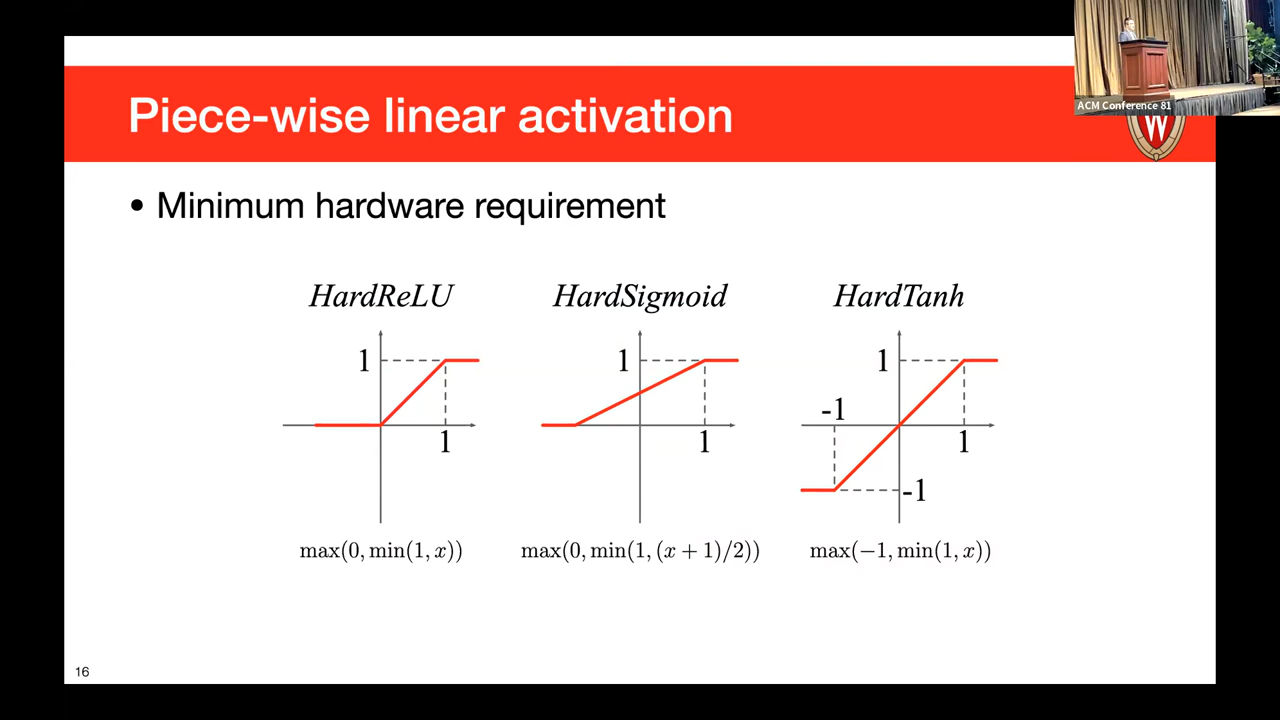 ACM Conference 81
W
Piece-wise linear activation
• Minimum hardware requirement
HardReLU
1
1
max(0, min(1, x))
HardSigmoid
1
1
max(0, min(1, (x + 1)/2))
HardTanh
1
-1
1
-1
max(−1, min(1, x))
16